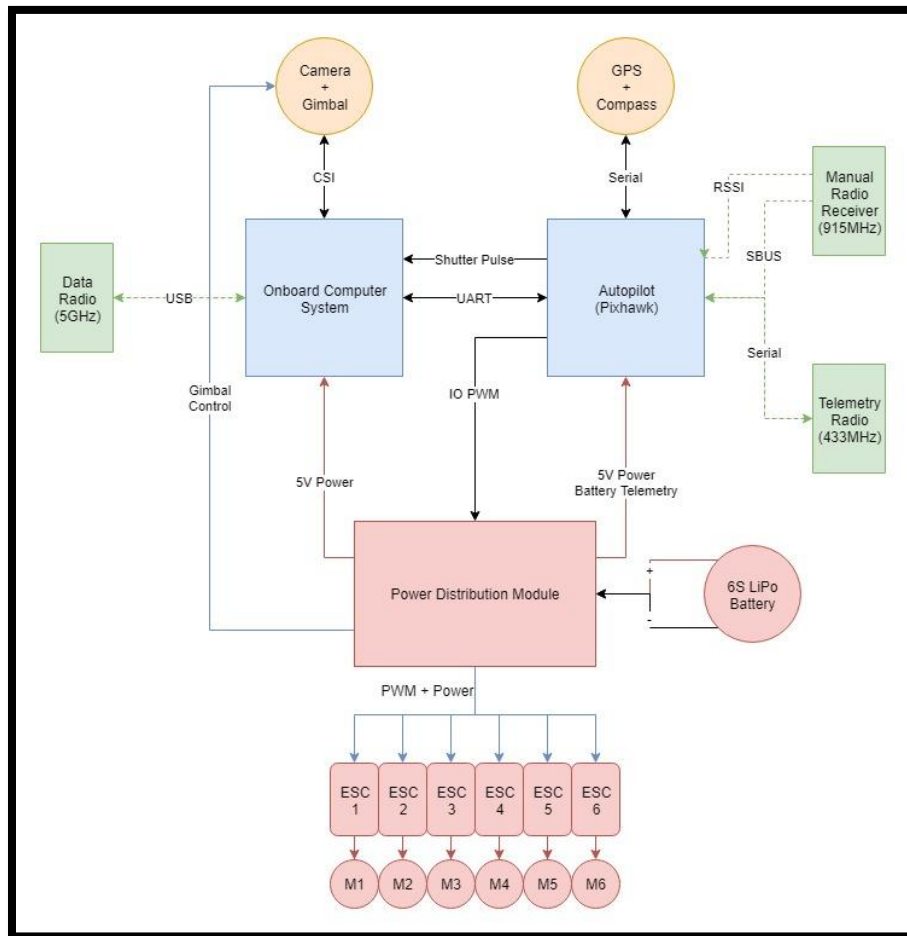 Camera
+
Gimbal
GPS
+
Compass
CSI
Serial
Manual
Radio
Receiver
(915MHz)
RSSI
SBUS
Data
Radio
(5GHz)
USB
Onboard Computer
System
Shutter Pulse
UART
Autopilot
(Pixhawk)
Serial
Telemetry
Radio
(433MHz)
Gimbal
Control
IO PWM
5V Power
5V Power
Battery Telemetry
Power Distribution Module
+
-
6S LiPo
Battery
PWM + Power
ESC
1
ESC
2
ESC
3
ESC
4
ESC
5
ESC
6
M1
M2
M3
M4
M5
M6